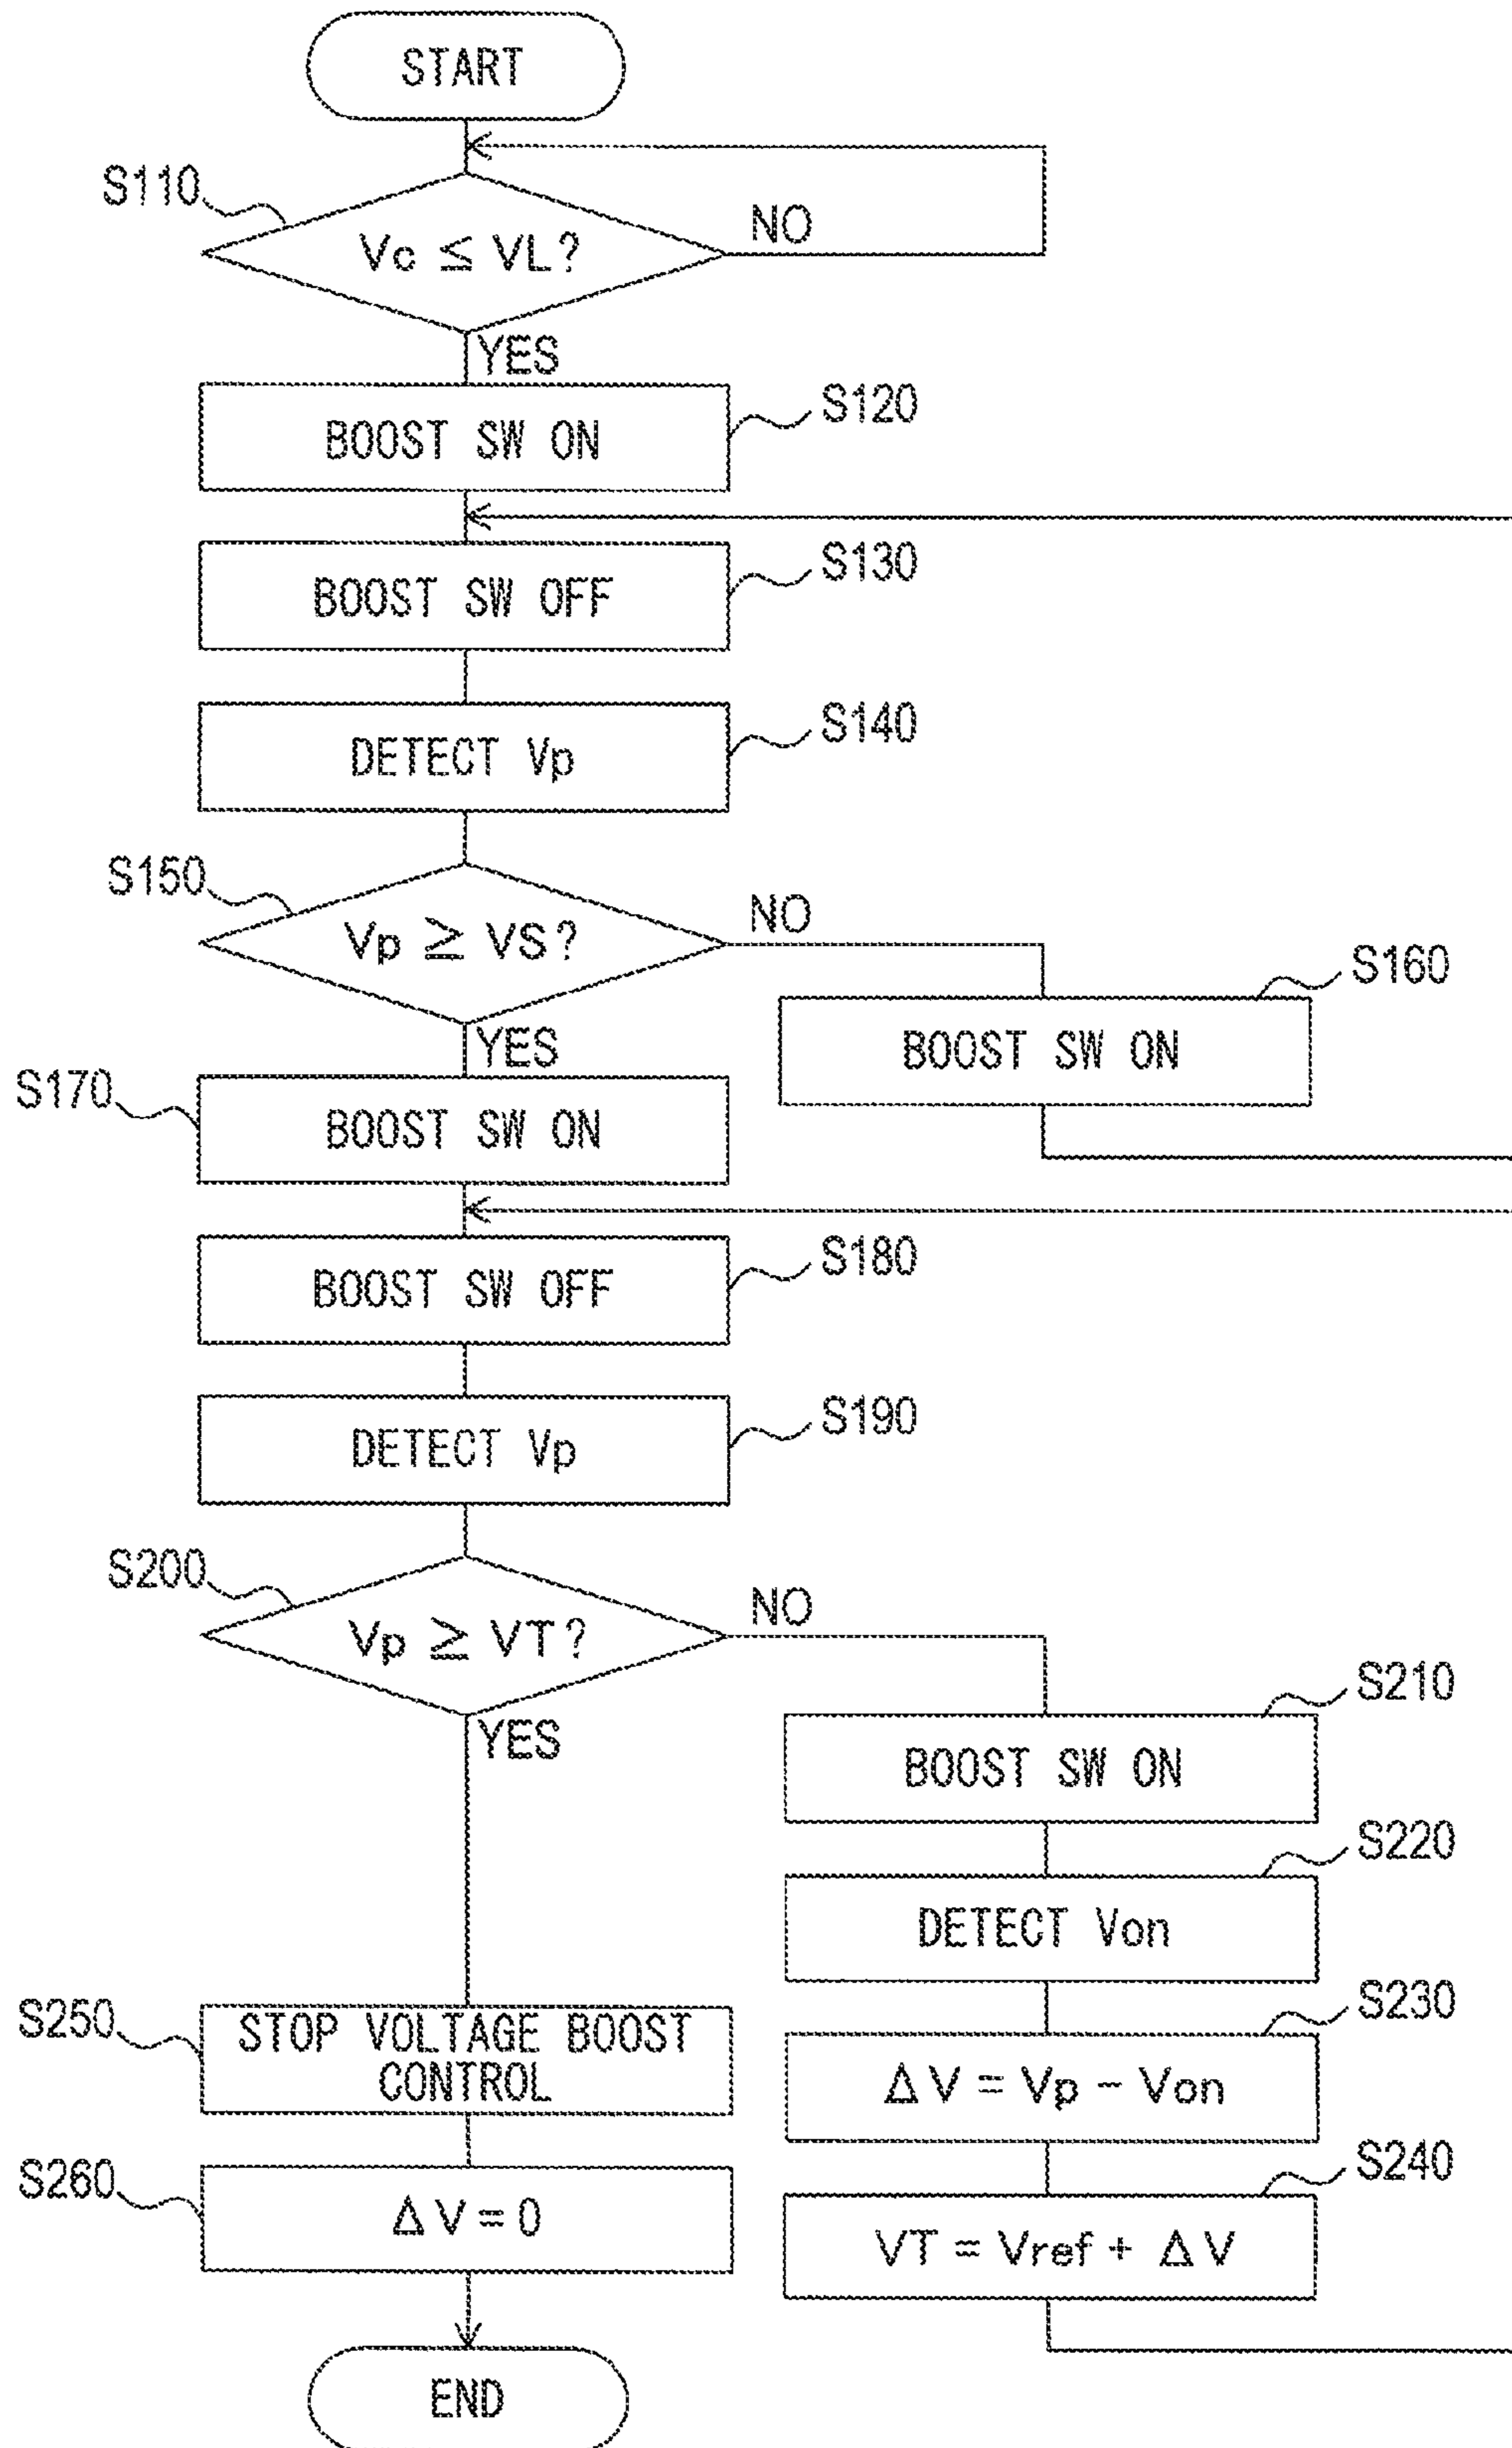 START
S110
Vc ≦ VL?
NO
YES
BOOST SW ON
S120
BOOST SW OFF
S130
DETECT Vp
S140
S150
Vp ≧ VS?
NO
YES
S160
BOOST SW ON
S170
BOOST SW ON
BOOST SW OFF
S180
DETECT Vp
S190
S200
Vp ≧ VT?
NO
YES
S210
BOOST SW ON
S220
DETECT Von
S230
ΔV = Vp - Von
S240
VT = Vref + ΔV
S250
STOP VOLTAGE BOOST
CONTROL
S260
ΔV = 0
END